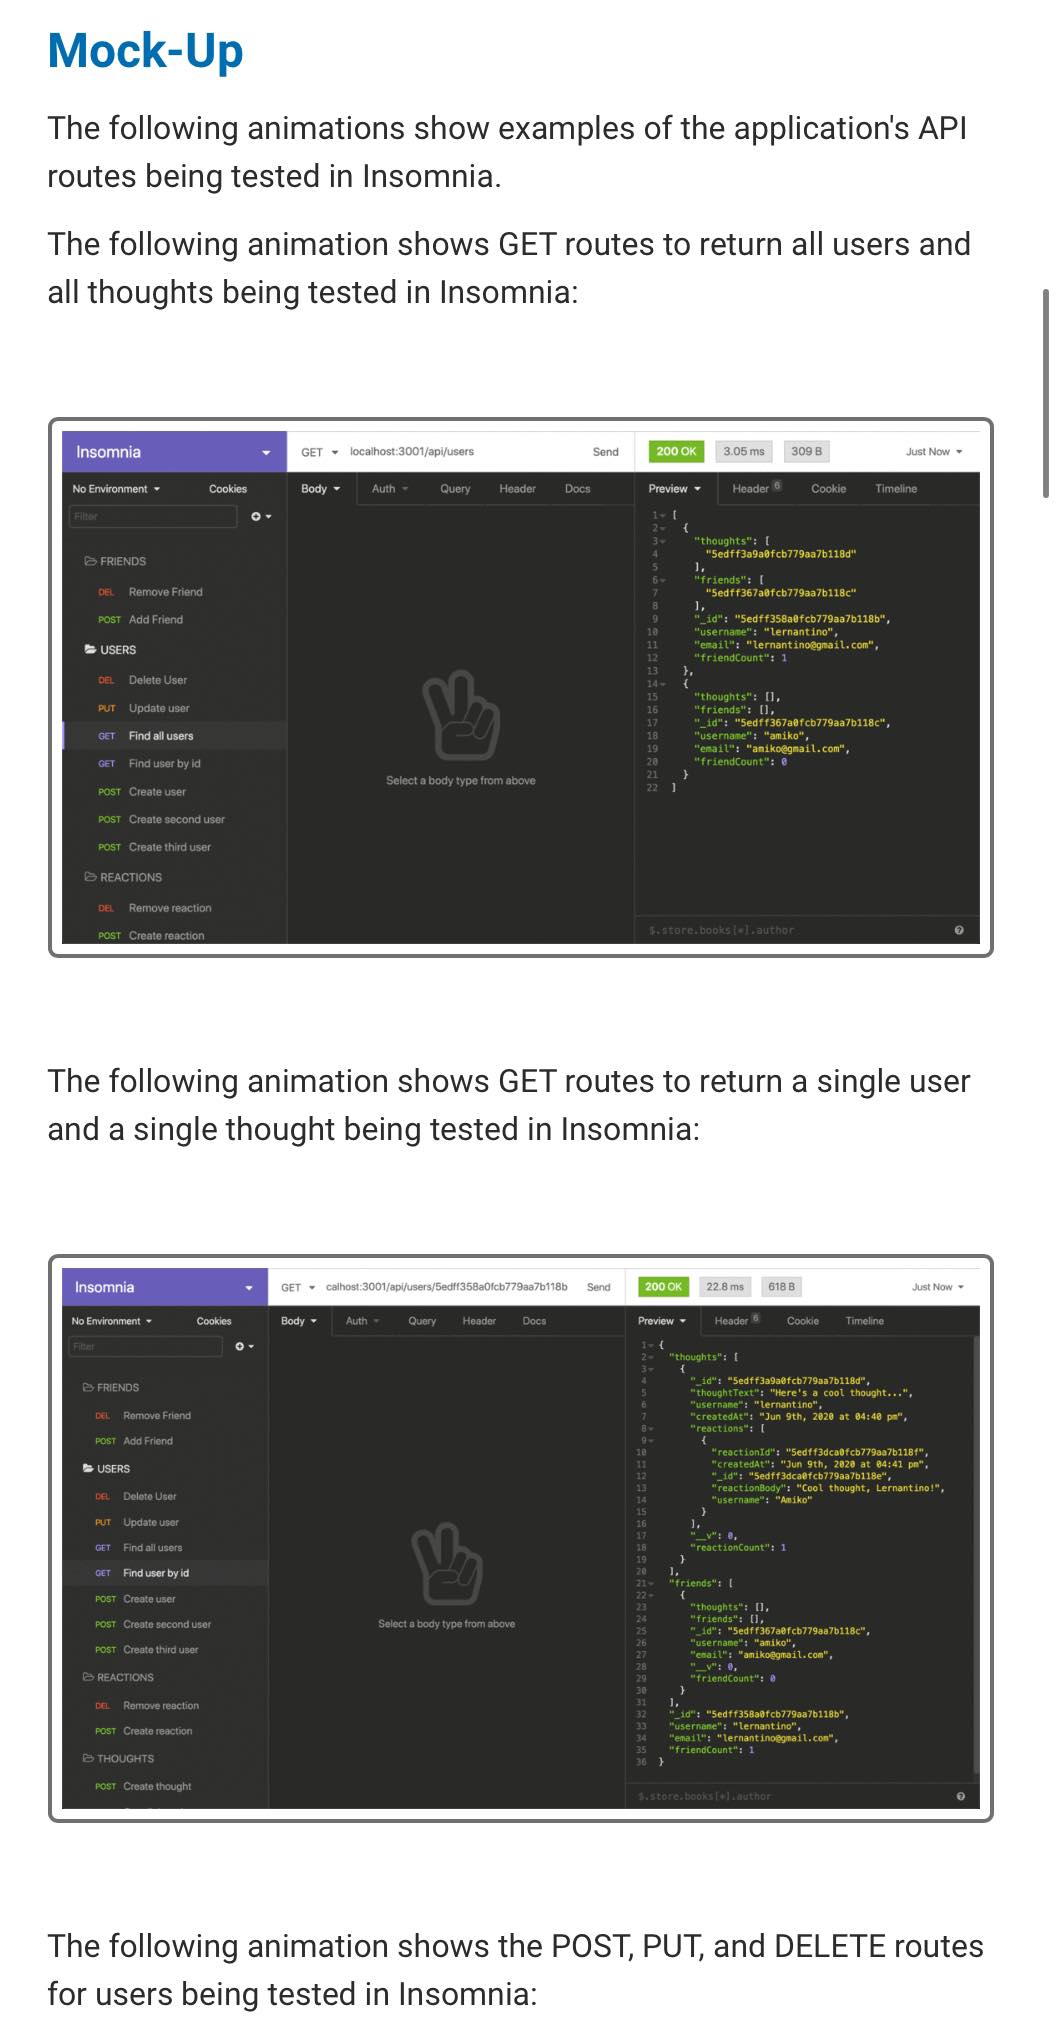 Mock-Up
The following animations show examples of the application's API
routes being tested in Insomnia.
The following animation shows GET routes to return all users and
all thoughts being tested in Insomnia:
Insomnia
GET localhost:3001/api/users Send
200 OK 3.05 ms 309 B Just Now
No Environment Cookies
Body Auth Query Header Docs
Preview Header 6 Cookie Timeline
Filter
FRIENDS
DEL Remove Friend
POST Add Friend
USERS
DEL Delete User
PUT Update user
GET Find all users
GET Find user by id
POST Create user
POST Create second user
POST Create third user
REACTIONS
DEL Remove reaction
POST Create reaction
Select a body type from above
1 [
2 {
3 "thoughts": [
4 "5edff3a9a0fcb779aa7b118d"
5 ],
6 "friends": [
7 "5edff367a0fcb779aa7b118c"
8 ],
9 "_id": "5edff358a0fcb779aa7b118b",
10 "username": "lernantino",
11 "email": "lernantino@gmail.com",
12 "friendCount": 1
13 },
14 {
15 "thoughts": [],
16 "friends": [],
17 "_id": "5edff367a0fcb779aa7b118c",
18 "username": "amiko",
19 "email": "amiko@gmail.com",
20 "friendCount": 0
21 }
22 ]
$.store.books[*].author
The following animation shows GET routes to return a single user
and a single thought being tested in Insomnia:
Insomnia
GET calhost:3001/api/users/5edff358a0fcb779aa7b118b Send
200 OK 22.8 ms 618 B Just Now
No Environment Cookies
Body Auth Query Header Docs
Preview Header 6 Cookie Timeline
Filter
FRIENDS
DEL Remove Friend
POST Add Friend
USERS
DEL Delete User
PUT Update user
GET Find all users
GET Find user by id
POST Create user
POST Create second user
POST Create third user
REACTIONS
DEL Remove reaction
POST Create reaction
THOUGHTS
POST Create thought
Select a body type from above
1 {
2 "thoughts": [
3 {
4 "_id": "5edff3a9a0fcb779aa7b118d",
5 "thoughtText": "Here's a cool thought...",
6 "username": "lernantino",
7 "createdAt": "Jun 9th, 2020 at 04:40 pm",
8 "reactions": [
9 {
10 "reactionId": "5edff3dca0fcb779aa7b118f",
11 "createdAt": "Jun 9th, 2020 at 04:41 pm",
12 "_id": "5edff3dca0fcb779aa7b118e",
13 "reactionBody": "Cool thought, Lernantino!",
14 "username": "Amiko"
15 }
16 ],
17 "__v": 0,
18 "reactionCount": 1
19 }
20 ],
21 "friends": [
22 {
23 "thoughts": [],
24 "friends": [],
25 "_id": "5edff367a0fcb779aa7b118c",
26 "username": "amiko",
27 "email": "amiko@gmail.com",
28 "__v": 0,
29 "friendCount": 0
30 }
31 ],
32 "_id": "5edff358a0fcb779aa7b118b",
33 "username": "lernantino",
34 "email": "lernantino@gmail.com",
35 "friendCount": 1
36 }
$.store.books[*].author
The following animation shows the POST, PUT, and DELETE routes
for users being tested in Insomnia: